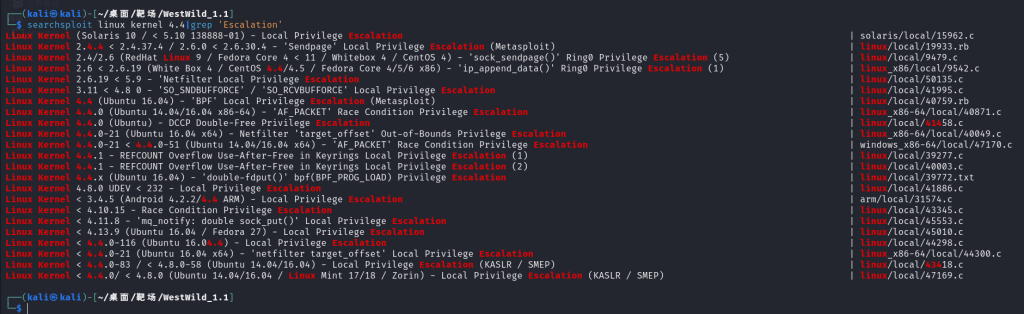 ┌──(kali㉿kali)-[~/桌面/靶场/WestWild_1.1]
└─$ searchsploit linux kernel 4.4|grep 'Escalation'
Linux Kernel (Solaris 10 / < 5.10 138888-01) - Local Privilege Escalation | solaris/local/15962.c
Linux Kernel 2.4.4 < 2.4.37.4 / 2.6.0 < 2.6.30.4 - 'Sendpage' Local Privilege Escalation (Metasploit) | linux/local/19933.rb
Linux Kernel 2.4/2.6 (RedHat Linux 9 / Fedora Core 4 < 11 / Whitebox 4 / CentOS 4) - 'sock_sendpage()' Ring0 Privilege Escalation (5) | linux/local/9479.c
Linux Kernel 2.6 < 2.6.19 (White Box 4 / CentOS 4.4/4.5 / Fedora Core 4/5/6 x86) - 'ip_append_data()' Ring0 Privilege Escalation (1) | linux_x86/local/9542.c
Linux Kernel 2.6.19 < 5.9 - 'Netfilter Local Privilege Escalation | linux/local/50135.c
Linux Kernel 3.11 < 4.8 0 - 'SO_SNDBUFFORCE' / 'SO_RCVBUFFORCE' Local Privilege Escalation | linux/local/41995.c
Linux Kernel 4.4 (Ubuntu 16.04) - 'BPF' Local Privilege Escalation (Metasploit) | linux/local/40759.rb
Linux Kernel 4.4.0 (Ubuntu 14.04/16.04 x86-64) - 'AF_PACKET' Race Condition Privilege Escalation | linux_x86-64/local/40871.c
Linux Kernel 4.4.0 (Ubuntu) - DCCP Double-Free Privilege Escalation | linux/local/41458.c
Linux Kernel 4.4.0-21 (Ubuntu 16.04 x64) - Netfilter 'target_offset' Out-of-Bounds Privilege Escalation | linux_x86-64/local/40049.c
Linux Kernel 4.4.0-21 < 4.4.0-51 (Ubuntu 14.04/16.04 x64) - 'AF_PACKET' Race Condition Privilege Escalation | windows_x86-64/local/47170.c
Linux Kernel 4.4.1 - REFCOUNT Overflow Use-After-Free in Keyrings Local Privilege Escalation (1) | linux/local/39277.c
Linux Kernel 4.4.1 - REFCOUNT Overflow Use-After-Free in Keyrings Local Privilege Escalation (2) | linux/local/40003.c
Linux Kernel 4.4.x (Ubuntu 16.04) - 'double-fdput()' bpf(BPF_PROG_LOAD) Privilege Escalation | linux/local/39772.txt
Linux Kernel 4.8.0 UDEV < 232 - Local Privilege Escalation | linux/local/41886.c
Linux Kernel < 3.4.5 (Android 4.2.2/4.4 ARM) - Local Privilege Escalation | arm/local/31574.c
Linux Kernel < 4.10.15 - Race Condition Privilege Escalation | linux/local/43345.c
Linux Kernel < 4.11.8 - 'mq_notify: double sock_put()' Local Privilege Escalation | linux/local/45553.c
Linux Kernel < 4.13.9 (Ubuntu 16.04 / Fedora 27) - Local Privilege Escalation | linux/local/45010.c
Linux Kernel < 4.4.0-116 (Ubuntu 16.04.4) - Local Privilege Escalation | linux/local/44298.c
Linux Kernel < 4.4.0-21 (Ubuntu 16.04 x64) - 'netfilter target_offset' Local Privilege Escalation | linux_x86-64/local/44300.c
Linux Kernel < 4.4.0-83 / < 4.8.0-58 (Ubuntu 14.04/16.04) - Local Privilege Escalation (KASLR / SMEP) | linux/local/43418.c
Linux Kernel < 4.4.0/ < 4.8.0 (Ubuntu 14.04/16.04 / Linux Mint 17/18 / Zorin) - Local Privilege Escalation (KASLR / SMEP) | linux/local/47169.c
┌──(kali㉿kali)-[~/桌面/靶场/WestWild_1.1]
└─$